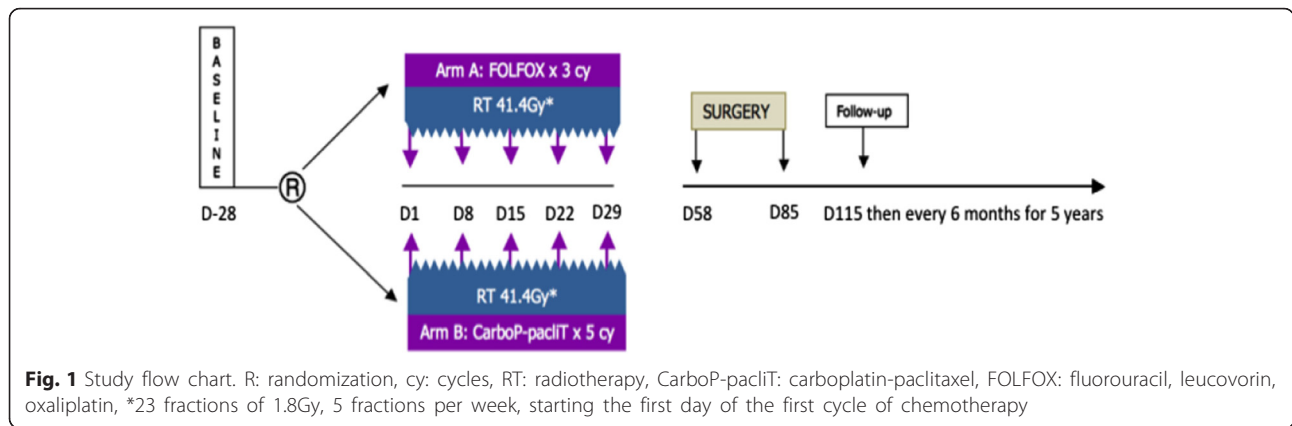 B
A
S
E
L
I
N
E
D-28
R
Arm A: FOLFOX x 3 cy
RT 41.4Gy*
D1 D8 D15 D22 D29
RT 41.4Gy*
Arm B: CarboP-pacliT x 5 cy
SURGERY
Follow-up
D58 D85 D115 then every 6 months for 5 years
Fig. 1 Study flow chart. R: randomization, cy: cycles, RT: radiotherapy, CarboP-pacliT: carboplatin-paclitaxel, FOLFOX: fluorouracil, leucovorin,
oxaliplatin, *23 fractions of 1.8Gy, 5 fractions per week, starting the first day of the first cycle of chemotherapy